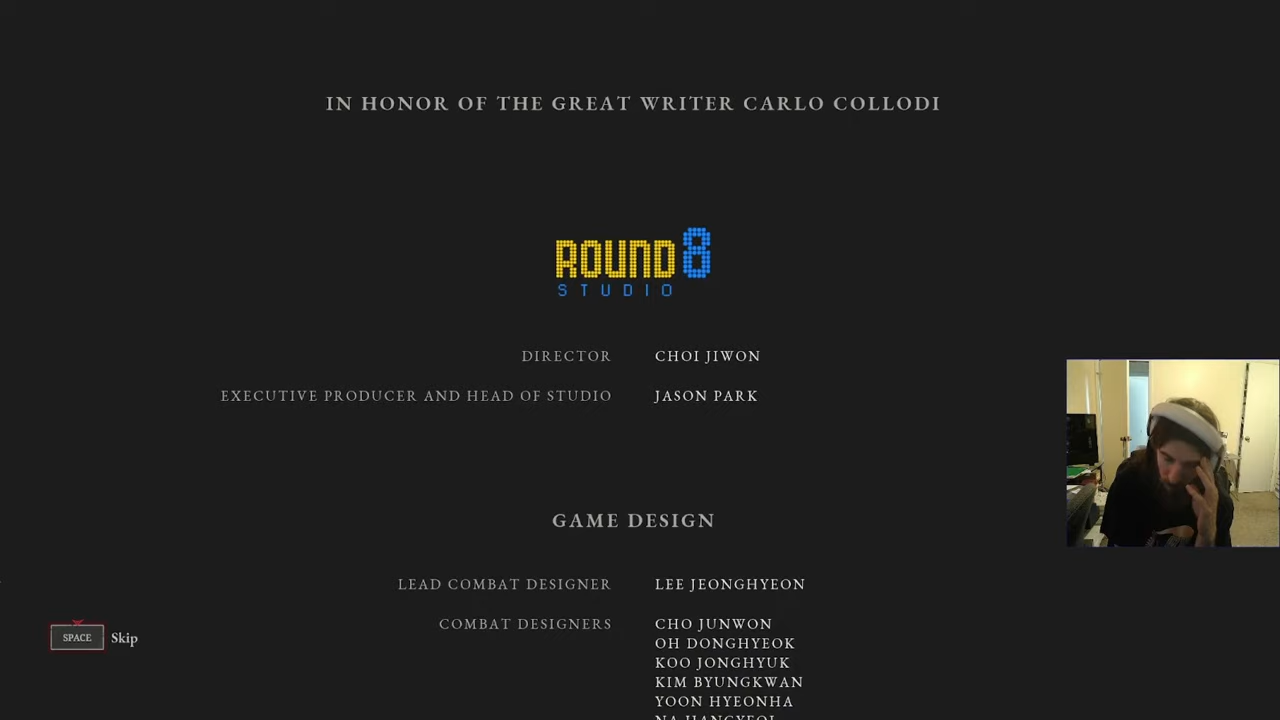 IN HONOR OF THE GREAT WRITER CARLO COLLODI
ROUND8
STUDIO
DIRECTOR CHOI JIWON
EXECUTIVE PRODUCER AND HEAD OF STUDIO JASON PARK
GAME DESIGN
LEAD COMBAT DESIGNER LEE JEONGHYEON
COMBAT DESIGNERS CHO JUNWON
OH DONGHYEOK
KOO JONGHYUK
SPACE Skip
KIM BYUNGKWAN
YOON HYEONHA